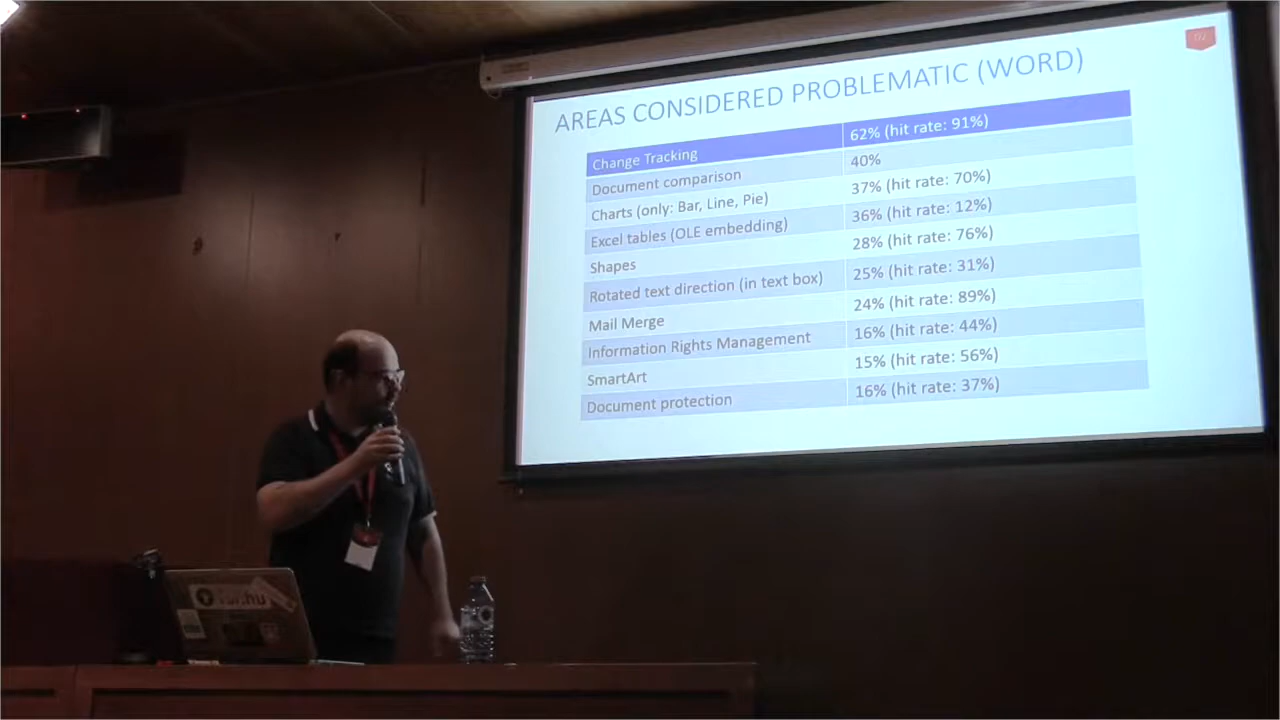 AREAS CONSIDERED PROBLEMATIC (WORD)
Change Tracking 62% (hit rate: 91%)
Document comparison 40%
Charts (only: Bar, Line, Pie) 37% (hit rate: 70%)
Excel tables (OLE embedding) 36% (hit rate: 12%)
Shapes 28% (hit rate: 76%)
Rotated text direction (in text box) 25% (hit rate: 31%)
Mail Merge 24% (hit rate: 89%)
Information Rights Management 16% (hit rate: 44%)
SmartArt 15% (hit rate: 56%)
Document protection 16% (hit rate: 37%)